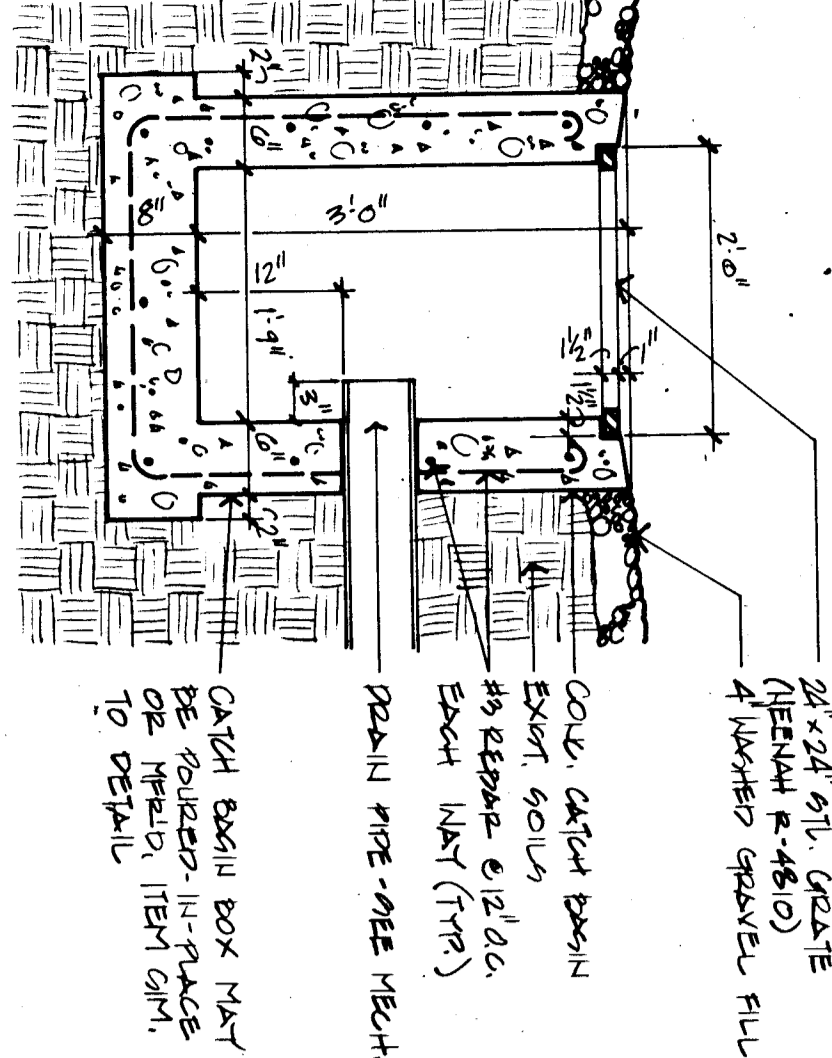 24" x 24" STL. GRATE
(NEENAH R-4810)
4" WASHED GRAVEL FILL
CONC. CATCH BASIN
EXIST. SOILS
#3 REBAR @ 12" O.C.
EACH WAY (TYP.)
DRAIN PIPE - SEE MECH.
CATCH BASIN BOX MAY
BE POURED-IN-PLACE
OR MFR'D. ITEM SIM.
TO DETAIL
2'-0"
1"
1½"
1½"
3'-0"
12"
8"
2"
6"
1'-9"
3"
6"
2"